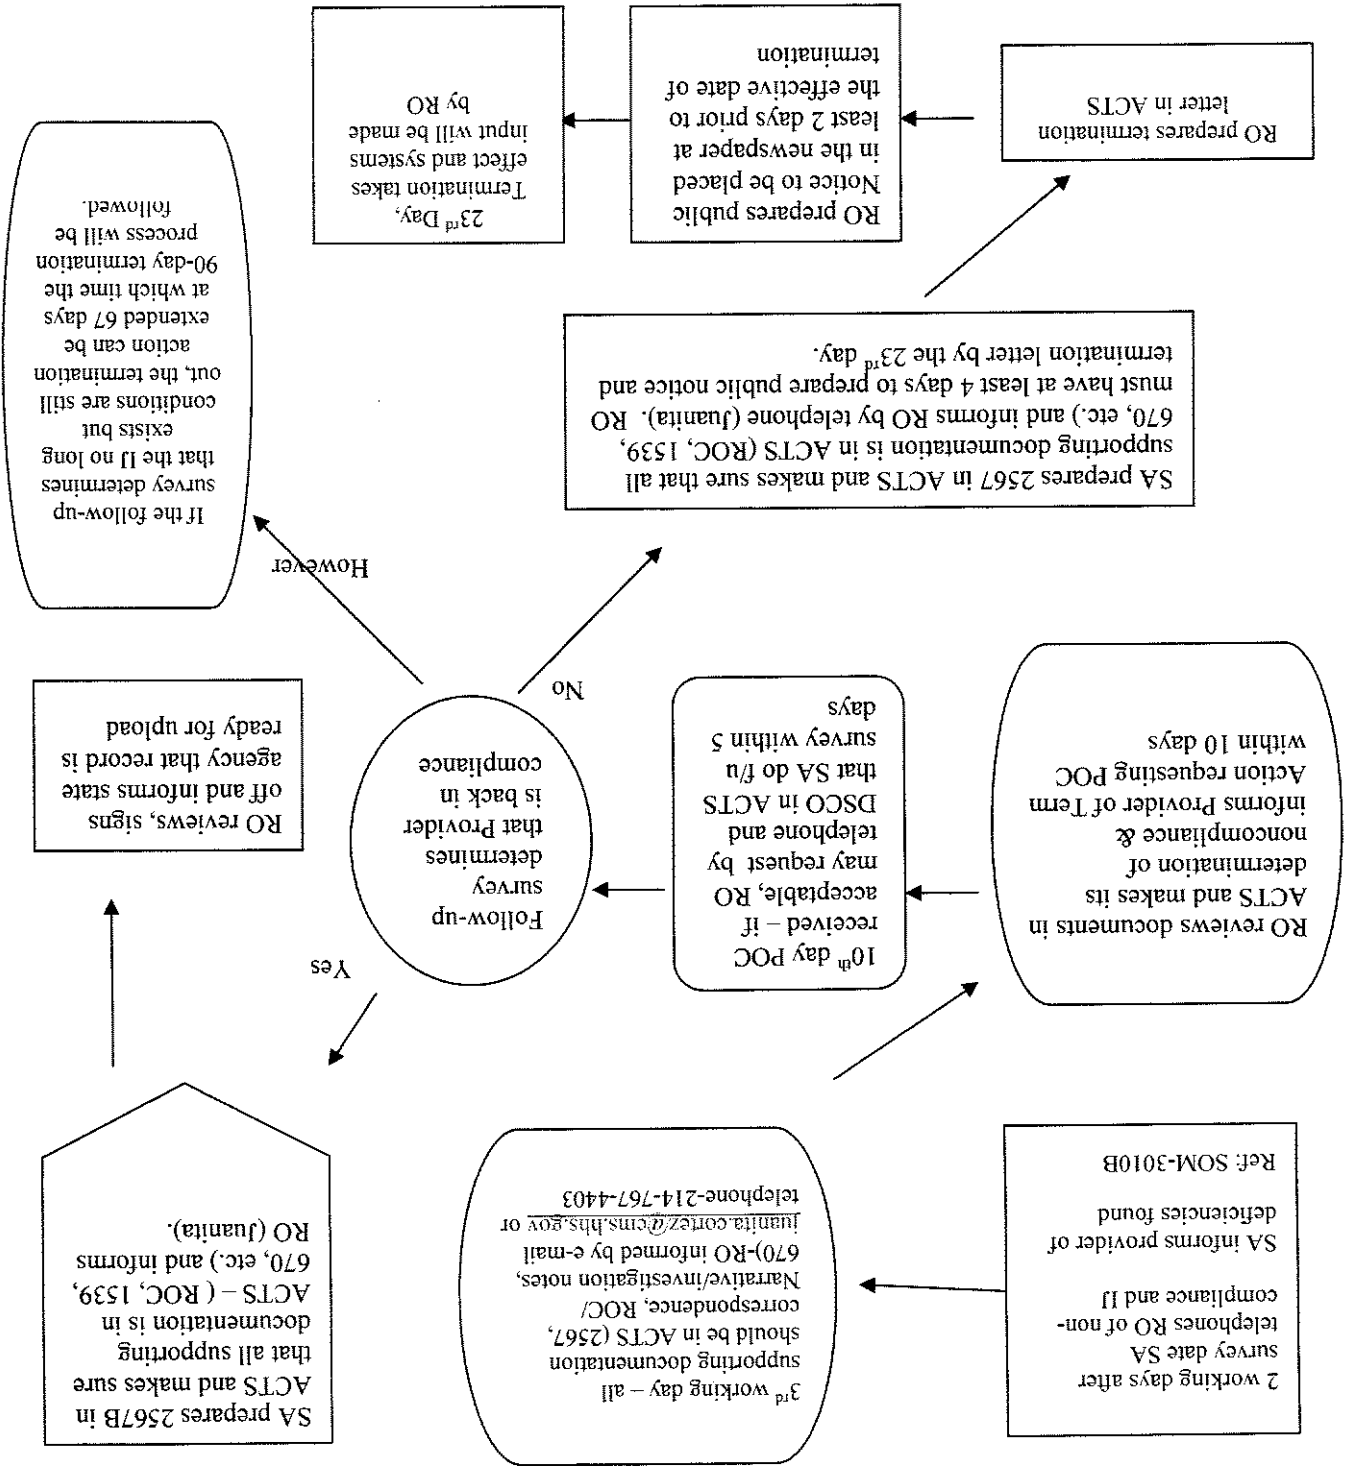 2 working days after
survey date SA
telephones RO of non-
compliance and IJ
SA informs provider of
deficiencies found
Ref: SOM-3010B
3rd working day – all
supporting documentation
should be in ACTS (2567,
correspondence, ROC/
Narrative/investigation notes,
670)-RO informed by e-mail
juanita.cortez@cms.hhs.gov or
telephone-214-767-4403
SA prepares 2567B in
ACTS and makes sure
that all supporting
documentation is in
ACTS – ( ROC, 1539,
670, etc.) and informs
RO (Juanita).
RO reviews documents in
ACTS and makes its
determination of
noncompliance &
informs Provider of Term
Action requesting POC
within 10 days
10th day POC
received – if
acceptable, RO
may request by
telephone and
DSCO in ACTS
that SA do f/u
survey within 5
days
Follow-up
survey
determines
that Provider
is back in
compliance
Yes
No
However
RO reviews, signs
off and informs state
agency that record is
ready for upload
SA prepares 2567 in ACTS and makes sure that all
supporting documentation is in ACTS (ROC, 1539,
670, etc.) and informs RO by telephone (Juanita). RO
must have at least 4 days to prepare public notice and
termination letter by the 23rd day.
If the follow-up
survey determines
that the IJ no long
exists but
conditions are still
out, the termination
action can be
extended 67 days
at which time the
90-day termination
process will be
followed.
RO prepares termination
letter in ACTS
RO prepares public
Notice to be placed
in the newspaper at
least 2 days prior to
the effective date of
termination
23rd Day,
Termination takes
effect and systems
input will be made
by RO